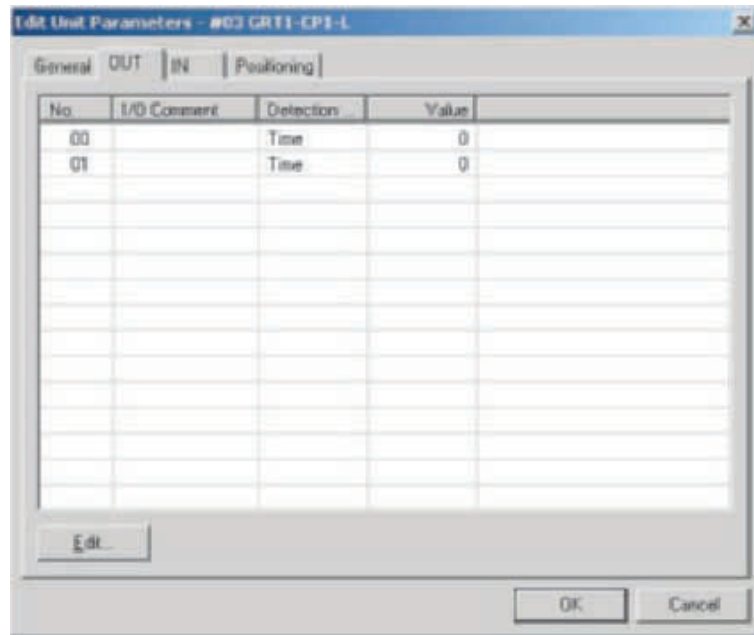 Edit Unit Parameters - #03 GRT1-CP1-L
General OUT IN Positioning
No. I/O Comment Detection ... Value
00 Time 0
01 Time 0
Edit...
OK Cancel